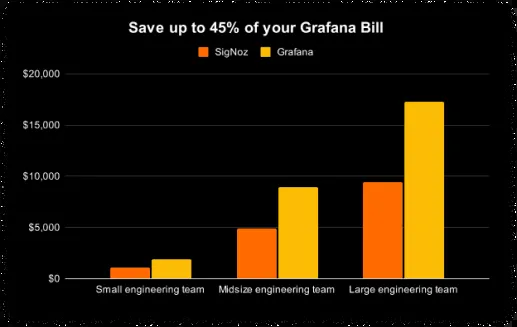 Save up to 45% of your Grafana Bill
SigNoz Grafana
$20,000
$15,000
$10,000
$5,000
$0
Small engineering team Midsize engineering team Large engineering team